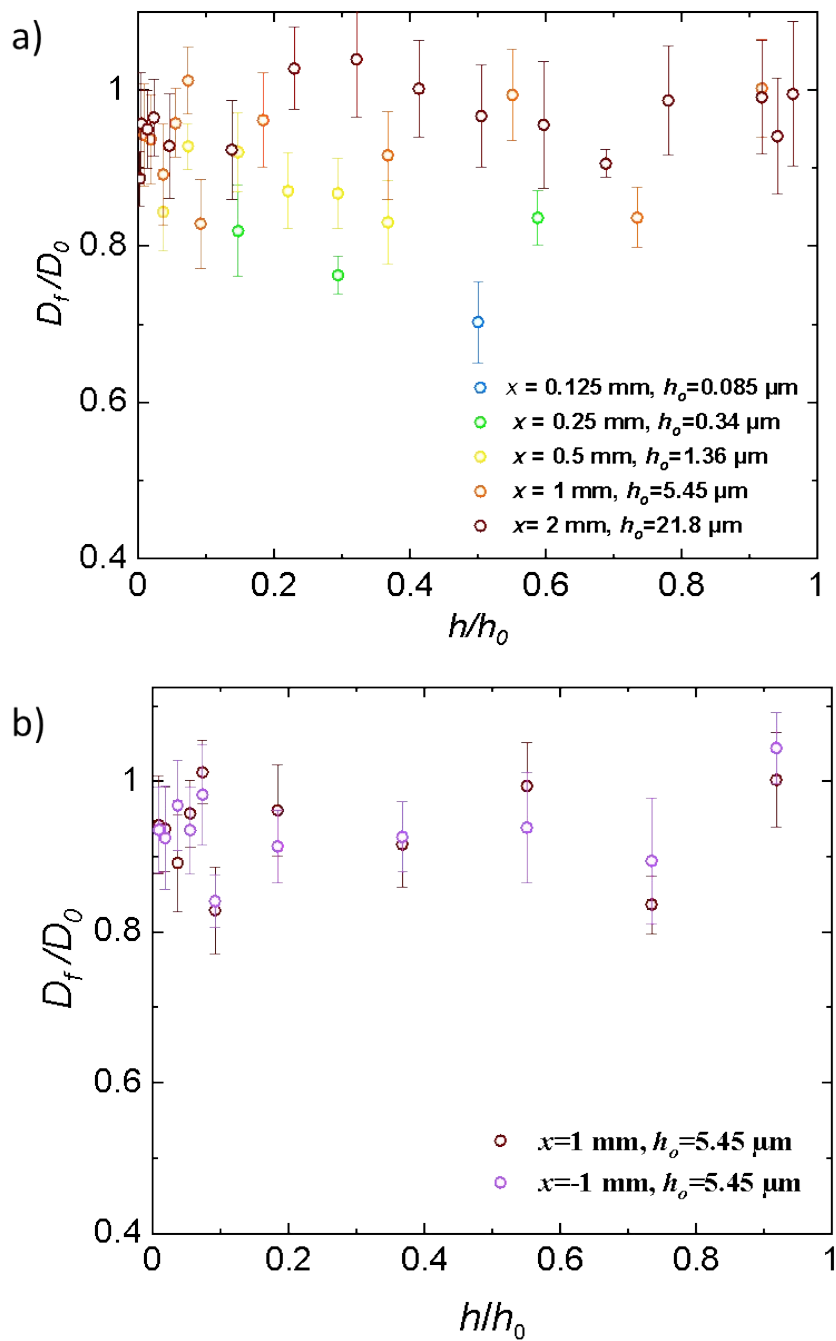 a)
1
0.8
0.6
0.4
D_f/D_0
x = 0.125 mm, h_o=0.085 μm
x = 0.25 mm, h_o=0.34 μm
x = 0.5 mm, h_o=1.36 μm
x = 1 mm, h_o=5.45 μm
x= 2 mm, h_o=21.8 μm
0 0.2 0.4 0.6 0.8 1
h/h_0
b)
1
0.8
0.6
0.4
D_f/D_0
x=1 mm, h_o=5.45 μm
x=-1 mm, h_o=5.45 μm
0 0.2 0.4 0.6 0.8 1
h/h_0